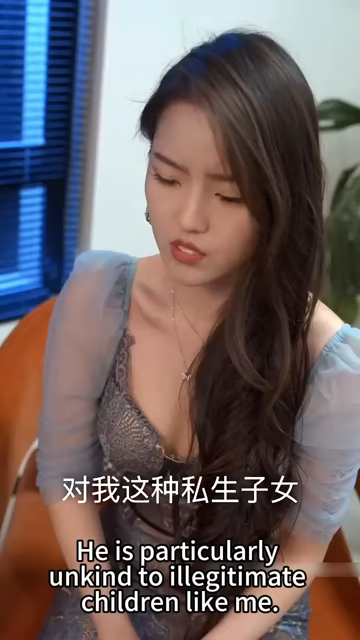 对我这种私生子女
He is particularly
unkind to illegitimate
children like me.